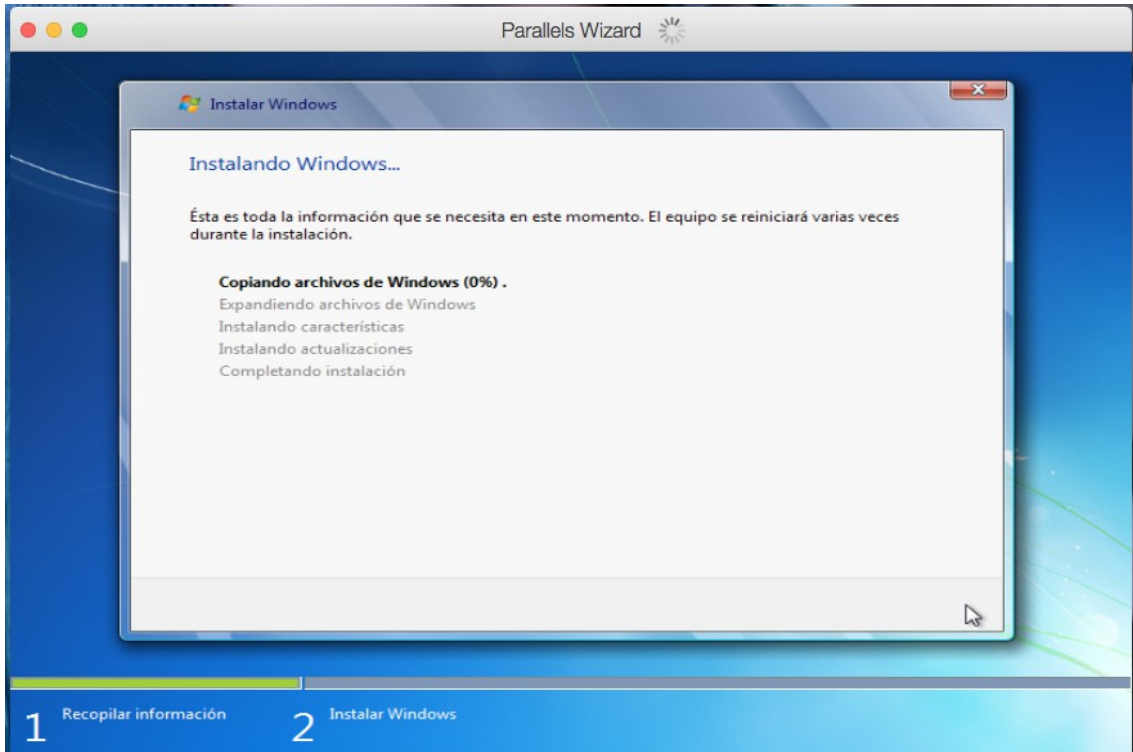 Parallels Wizard
Instalar Windows
Instalando Windows...
Ésta es toda la información que se necesita en este momento. El equipo se reiniciará varias veces
durante la instalación.
Copiando archivos de Windows (0%) .
Expandiendo archivos de Windows
Instalando características
Instalando actualizaciones
Completando instalación
1 Recopilar información
2 Instalar Windows